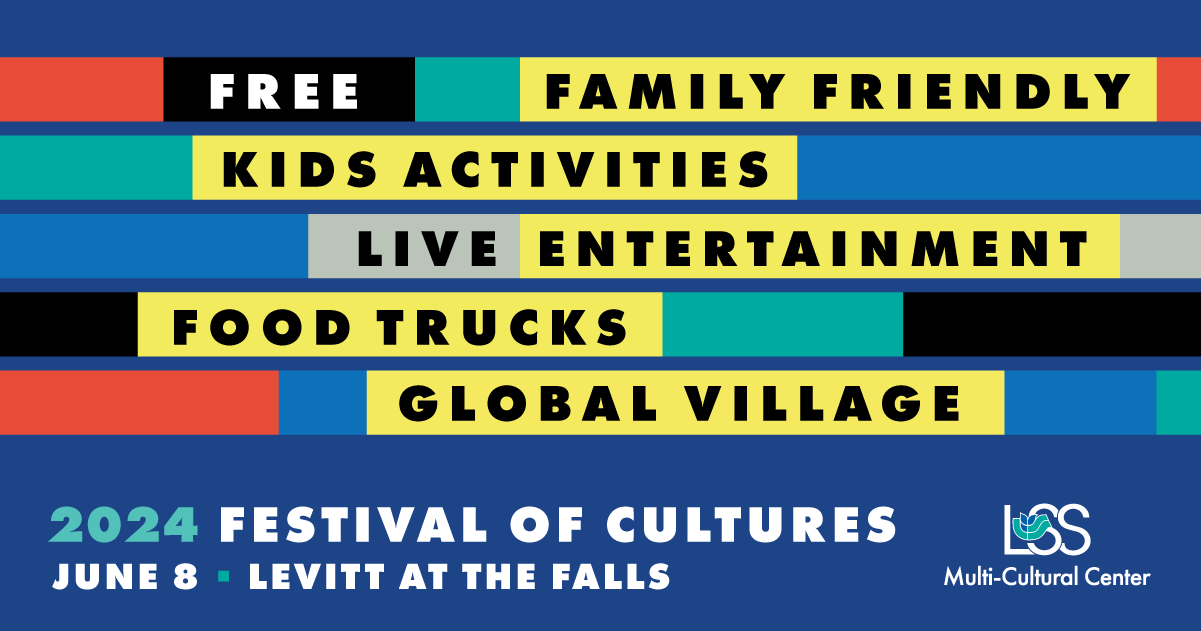 FREE FAMILY FRIENDLY
KIDS ACTIVITIES
LIVE ENTERTAINMENT
FOOD TRUCKS
GLOBAL VILLAGE
2024 FESTIVAL OF CULTURES
JUNE 8 ▪ LEVITT AT THE FALLS
LSS
Multi-Cultural Center